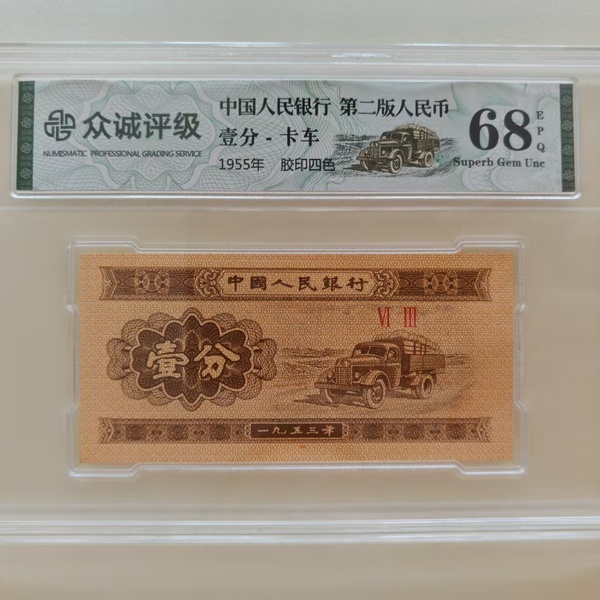 众诚评级
NUMISMATIC PROFESSIONAL GRADING SERVICE
中国人民银行 第二版人民币
壹分 - 卡车
1955年 胶印四色
68
EPQ
Superb Gem Unc
中國人民銀行
VI III
壹分
一九五三年